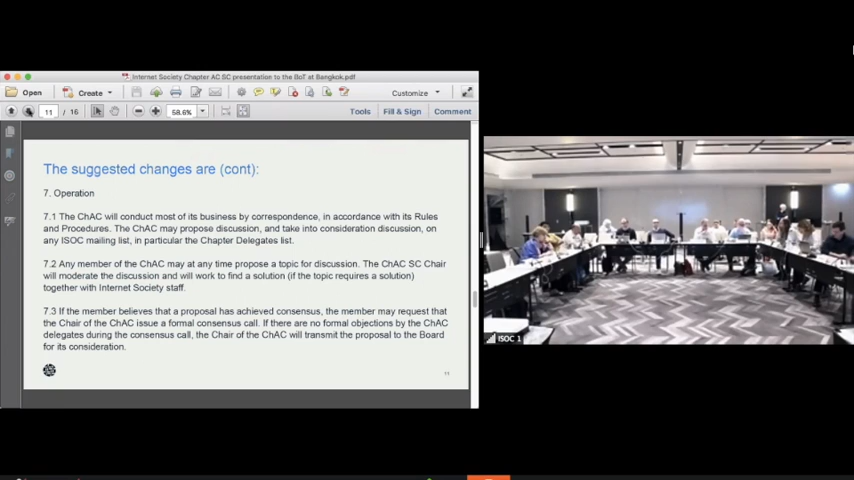 Internet Society Chapter AC SC presentation to the BoT at Bangkok.pdf
Open
Create
Customize
11 / 16
58.6%
Tools
Fill & Sign
Comment
The suggested changes are (cont):
7. Operation
7.1 The ChAC will conduct most of its business by correspondence, in accordance with its Rules
and Procedures. The ChAC may propose discussion, and take into consideration discussion, on
any ISOC mailing list, in particular the Chapter Delegates list.
7.2 Any member of the ChAC may at any time propose a topic for discussion. The ChAC SC Chair
will moderate the discussion and will work to find a solution (if the topic requires a solution)
together with Internet Society staff.
7.3 If the member believes that a proposal has achieved consensus, the member may request that
the Chair of the ChAC issue a formal consensus call. If there are no formal objections by the ChAC
delegates during the consensus call, the Chair of the ChAC will transmit the proposal to the Board
for its consideration.
11
ISOC 1